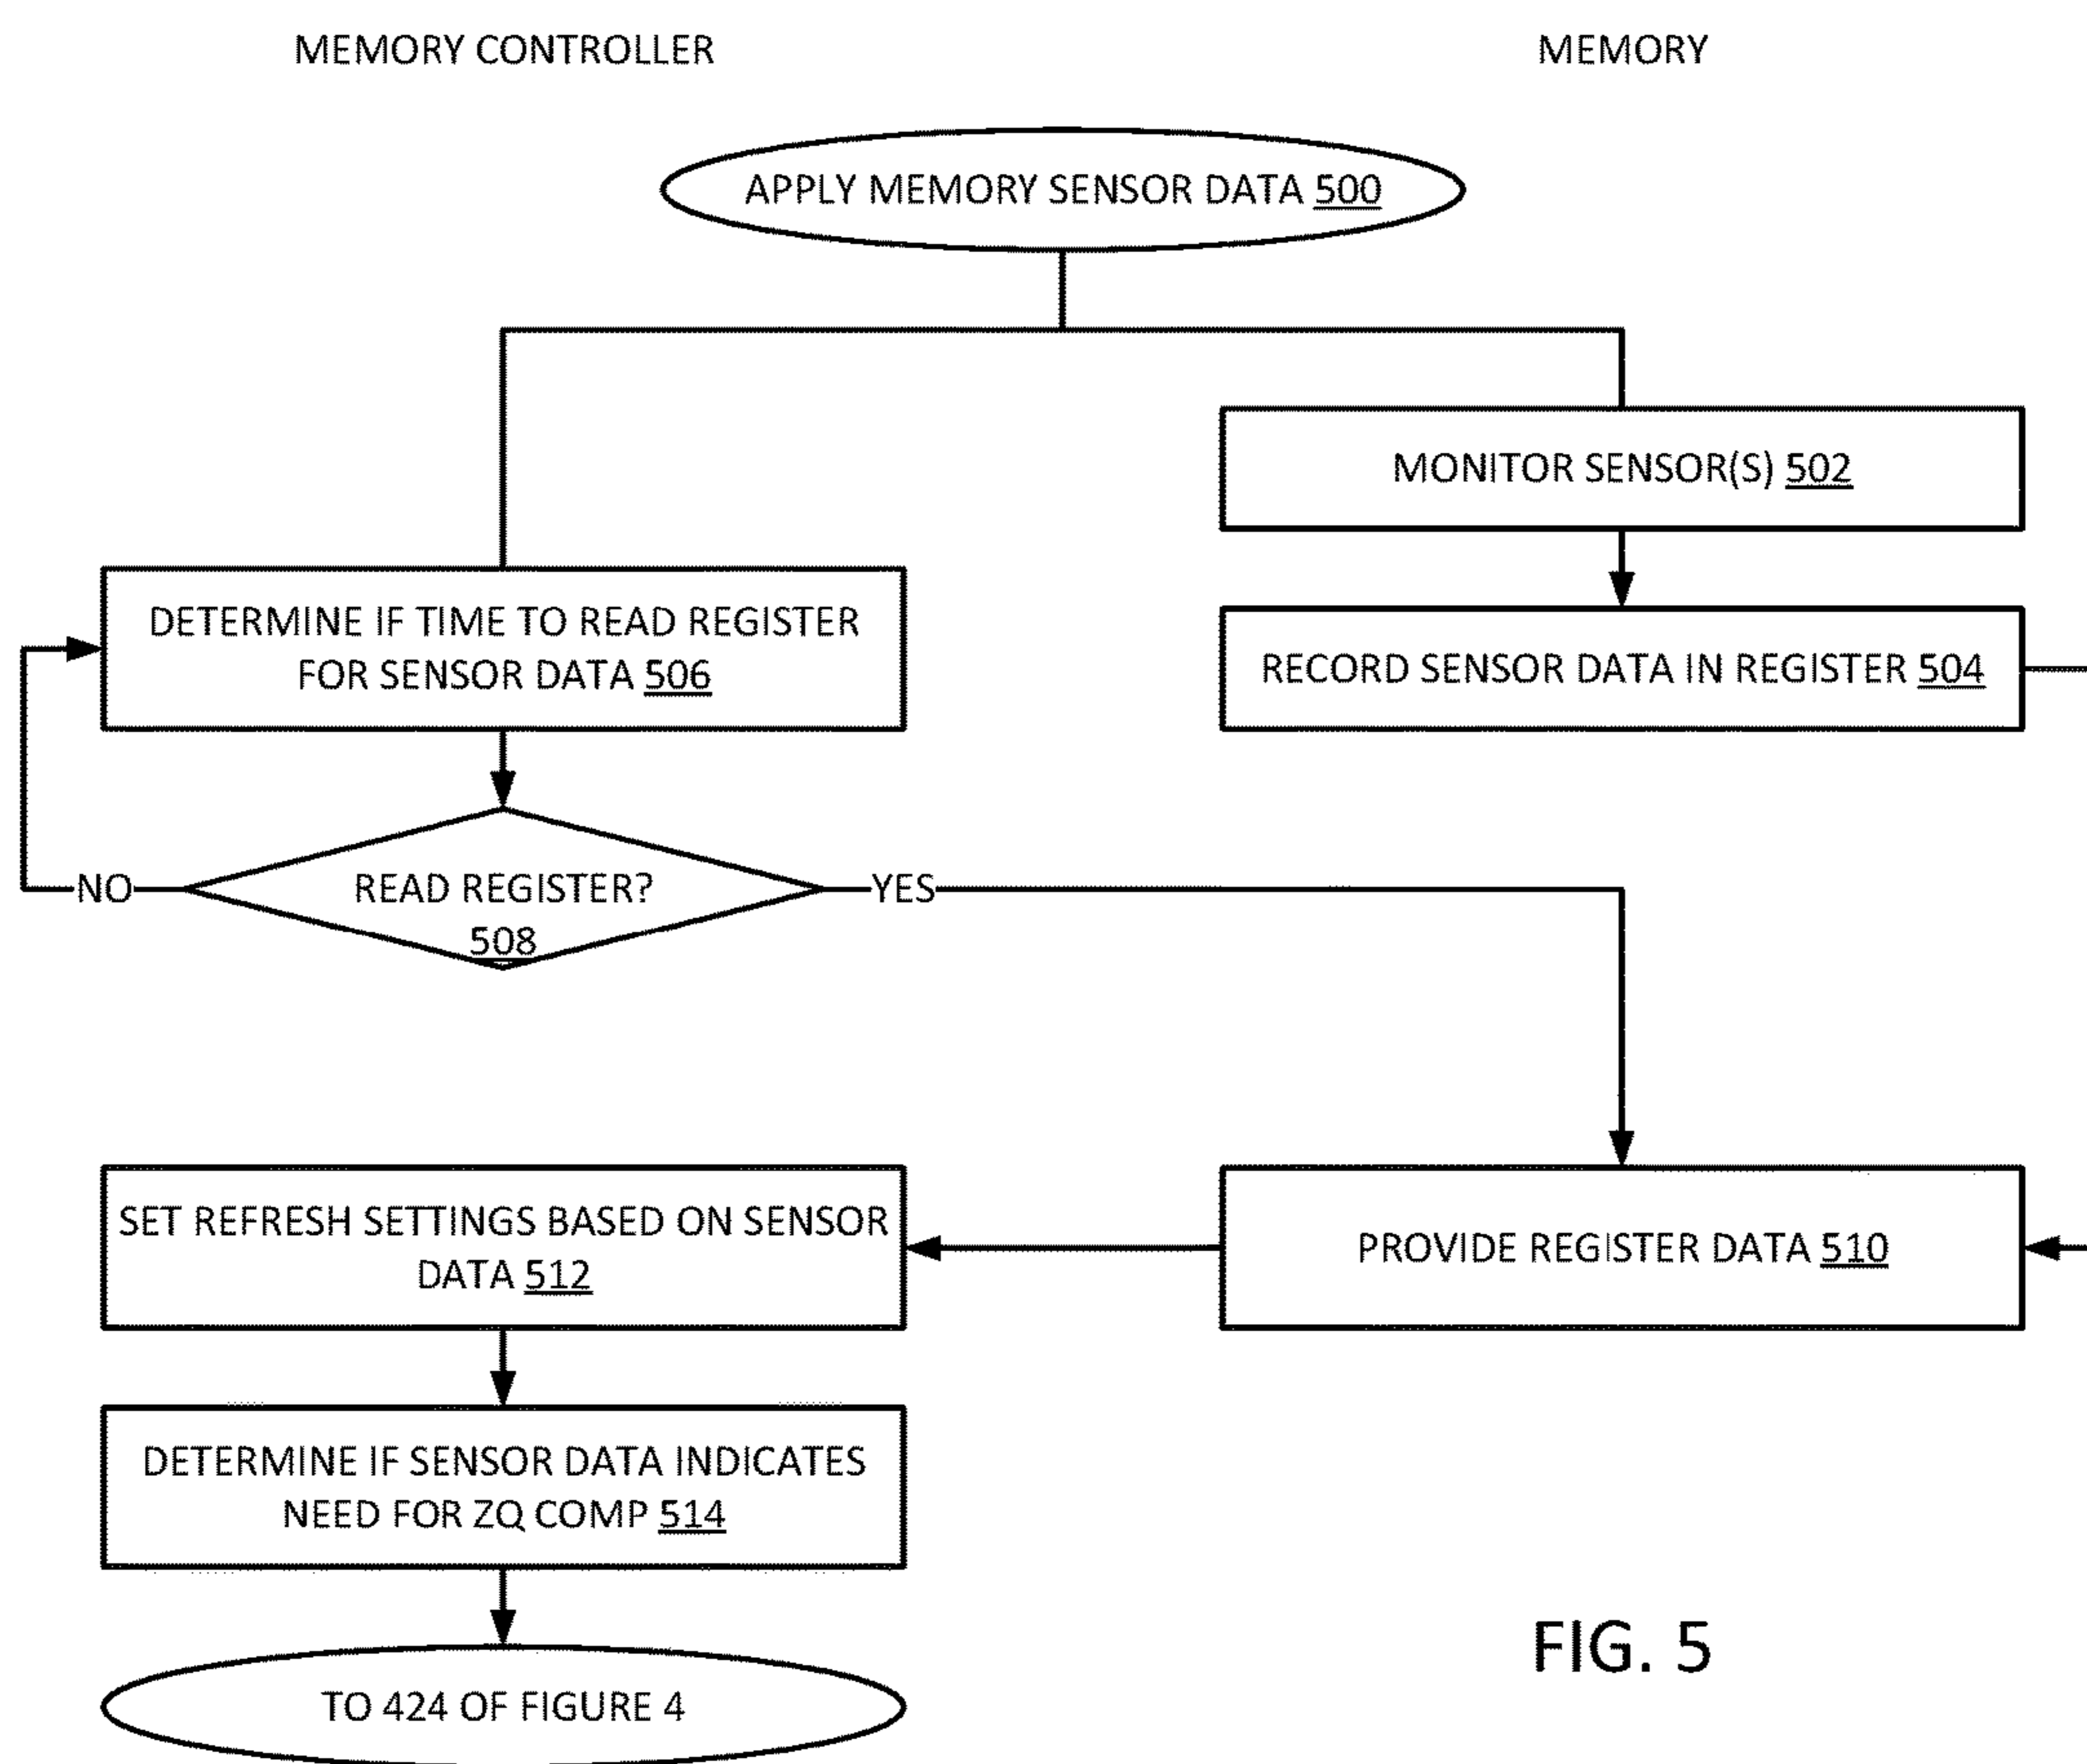 MEMORY CONTROLLER
MEMORY
APPLY MEMORY SENSOR DATA 500
MONITOR SENSOR(S) 502
DETERMINE IF TIME TO READ REGISTER
FOR SENSOR DATA 506
RECORD SENSOR DATA IN REGISTER 504
NO
READ REGISTER?
508
YES
SET REFRESH SETTINGS BASED ON SENSOR
DATA 512
PROVIDE REGISTER DATA 510
DETERMINE IF SENSOR DATA INDICATES
NEED FOR ZQ COMP 514
TO 424 OF FIGURE 4
FIG. 5